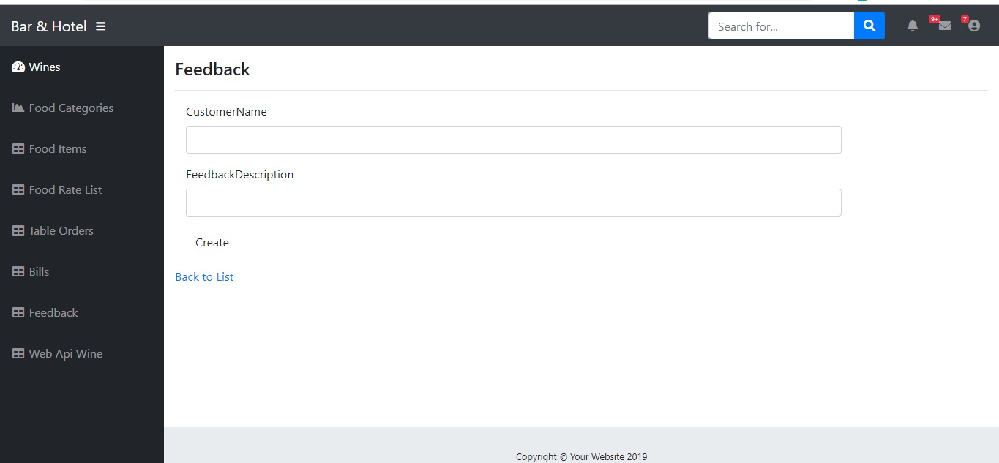 Bar & Hotel
Search for...
9+
7
Wines
Food Categories
Food Items
Food Rate List
Table Orders
Bills
Feedback
Web Api Wine
Feedback
CustomerName
FeedbackDescription
Create
Back to List
Copyright © Your Website 2019